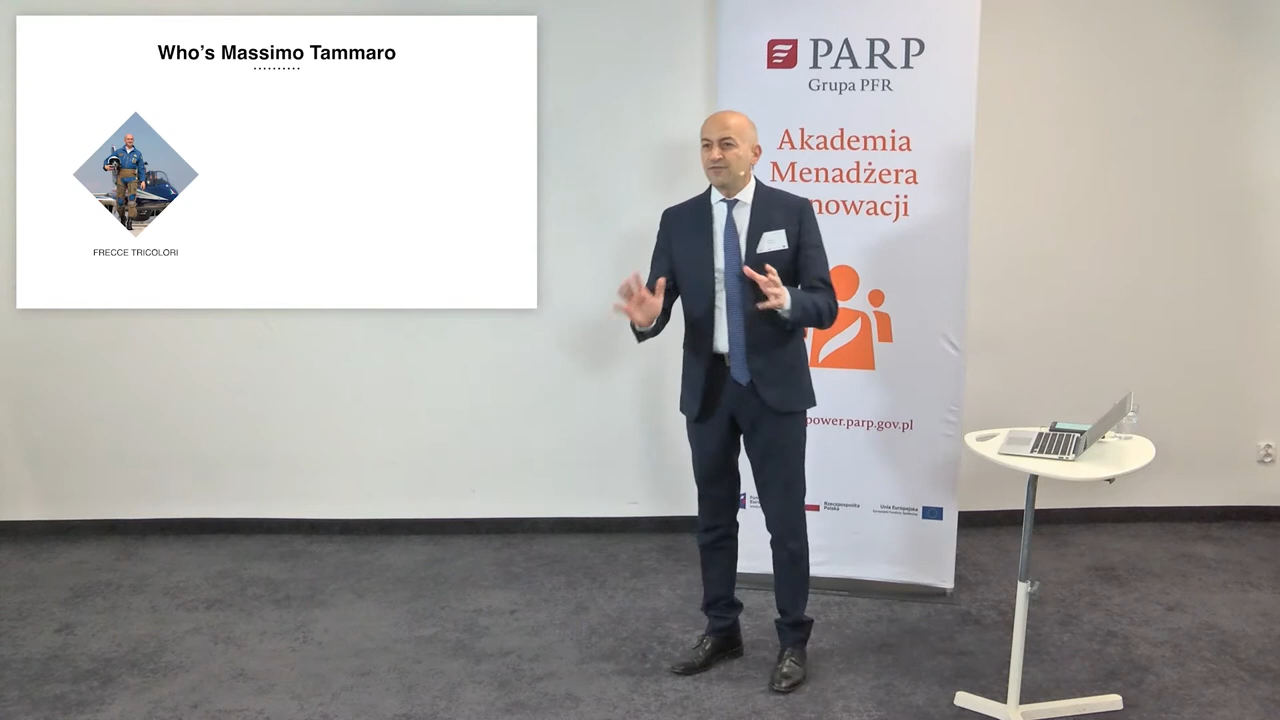 Who's Massimo Tammaro
FRECCE TRICOLORI
PARP
Grupa PFR
Akademia
Menadżera
nowacji
power.parp.gov.pl
Rzeczpospolita
Polska
Unia Europejska